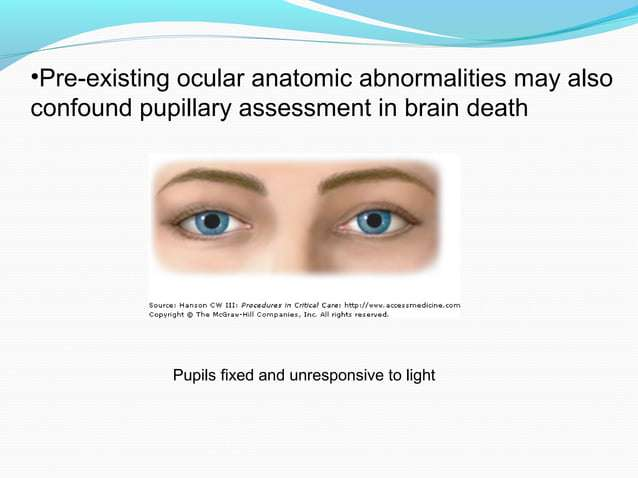 •Pre-existing ocular anatomic abnormalities may also
confound pupillary assessment in brain death
Source: Hanson CW III: Procedures in Critical Care: http://www.accessmedicine.com
Copyright © The McGraw-Hill Companies, Inc. All rights reserved.
Pupils fixed and unresponsive to light